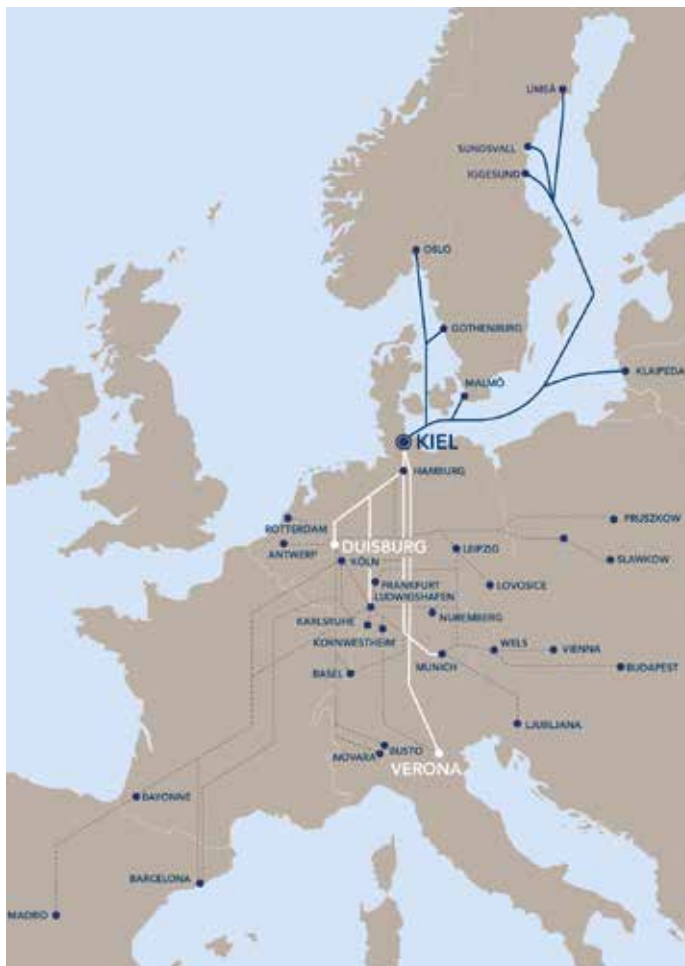 UMEÅ
SUNDSVALL
IGGESUND
OSLO
GOTHENBURG
KLAIPEDA
MALMÖ
KIEL
HAMBURG
ROTTERDAM
PRUSZKOW
ANTWERP
DUISBURG
LEIPZIG
SLAWKOW
KÖLN
FRANKFURT
LOVOSICE
LUDWIGSHAFEN
KARLSRUHE
NUREMBERG
KORNWESTHEIM
WELS
VIENNA
BASEL
MUNICH
BUDAPEST
LJUBLJANA
BUSTO
NOVARA
VERONA
BAYONNE
BARCELONA
MADRID